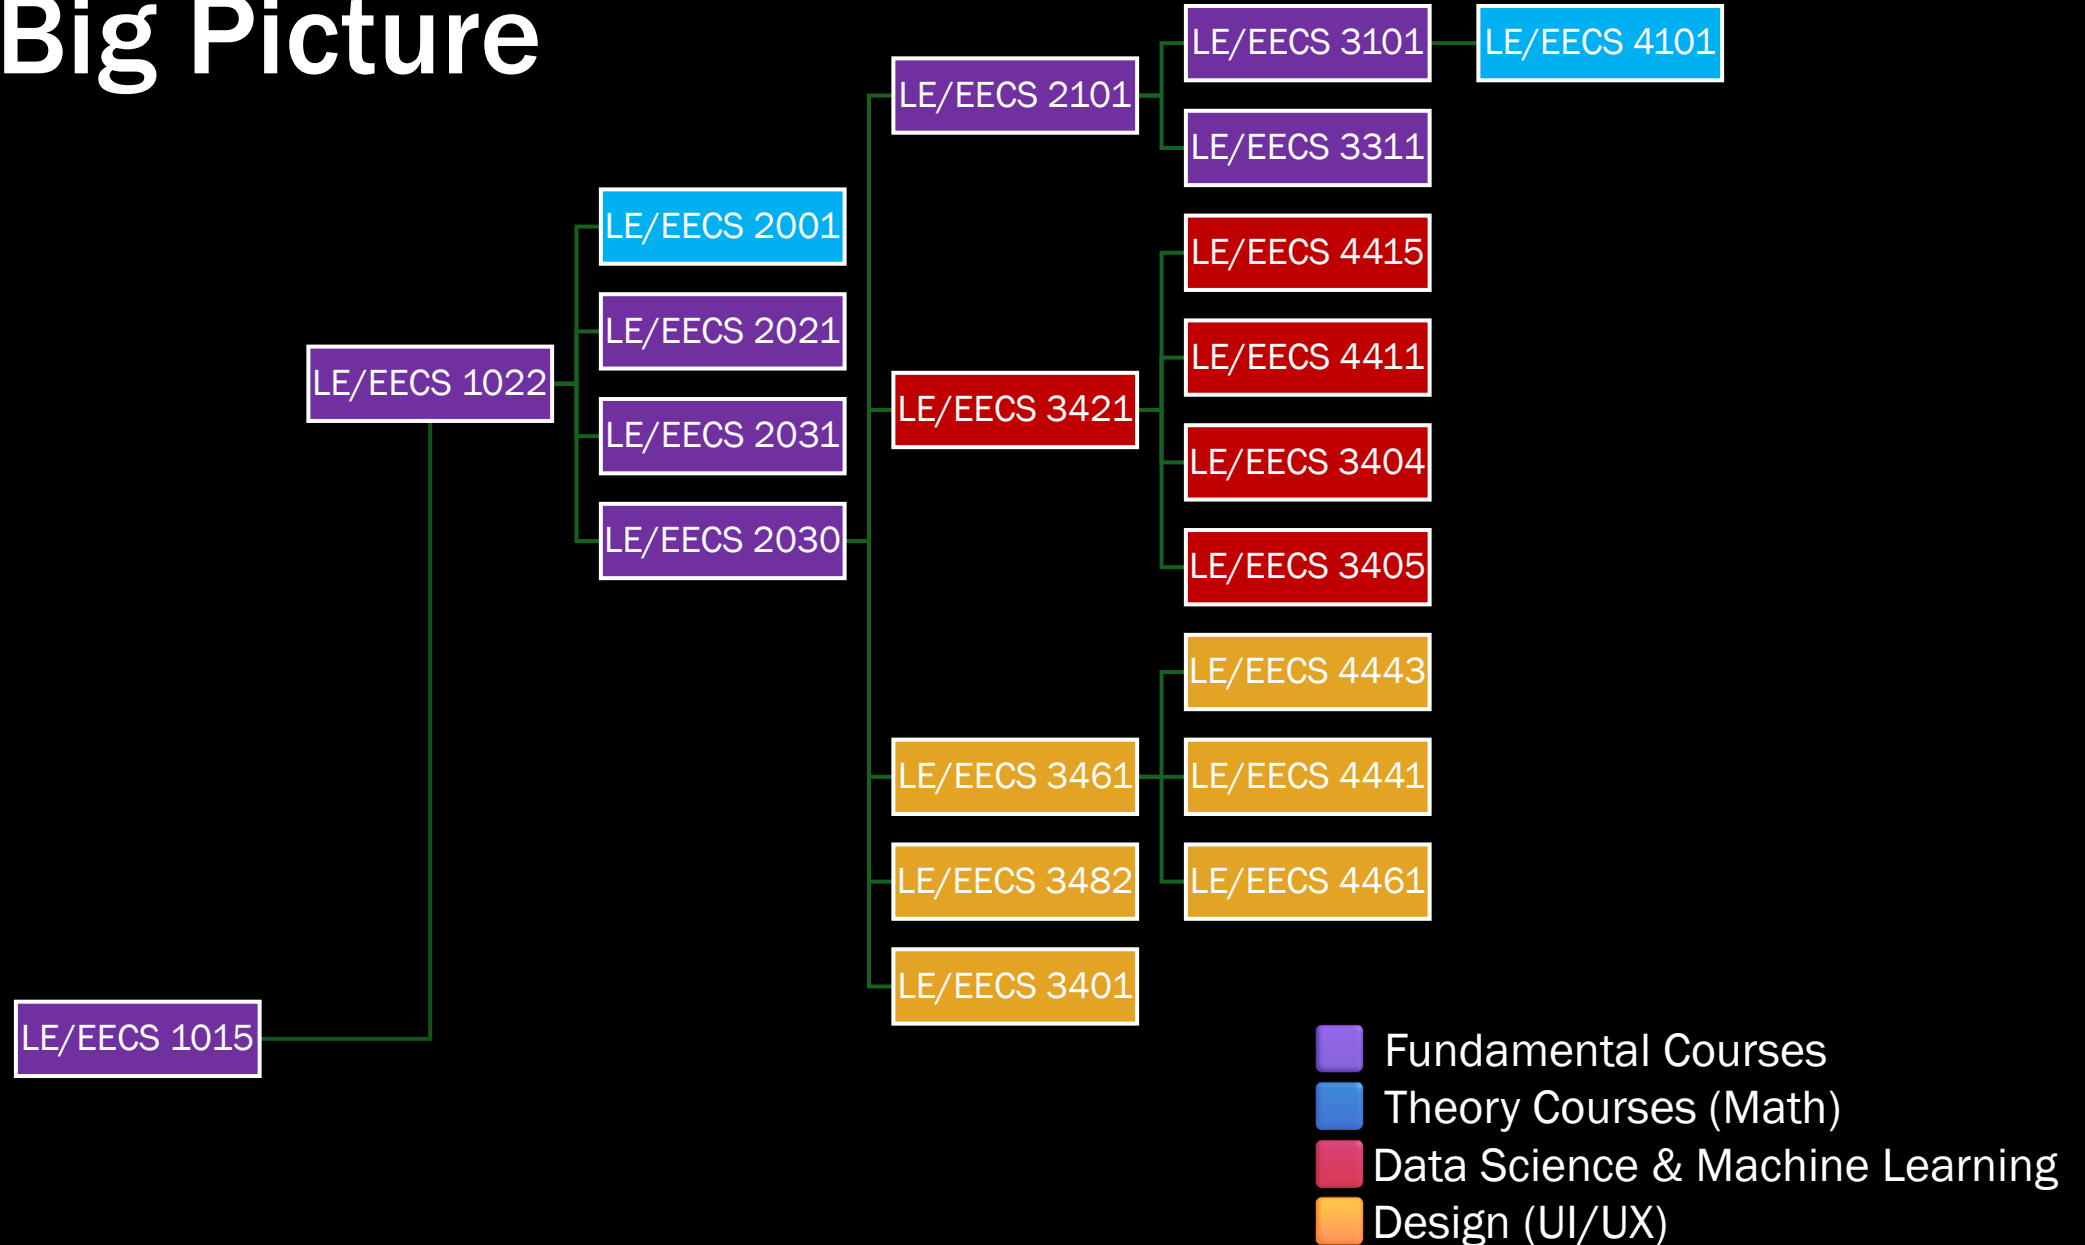 Big Picture
LE/EECS 1015
LE/EECS 1022
LE/EECS 2001
LE/EECS 2021
LE/EECS 2031
LE/EECS 2030
LE/EECS 2101
LE/EECS 3101
LE/EECS 4101
LE/EECS 3311
LE/EECS 3421
LE/EECS 4415
LE/EECS 4411
LE/EECS 3404
LE/EECS 3405
LE/EECS 3461
LE/EECS 4443
LE/EECS 4441
LE/EECS 4461
LE/EECS 3482
LE/EECS 3401
Fundamental Courses
Theory Courses (Math)
Data Science & Machine Learning
Design (UI/UX)